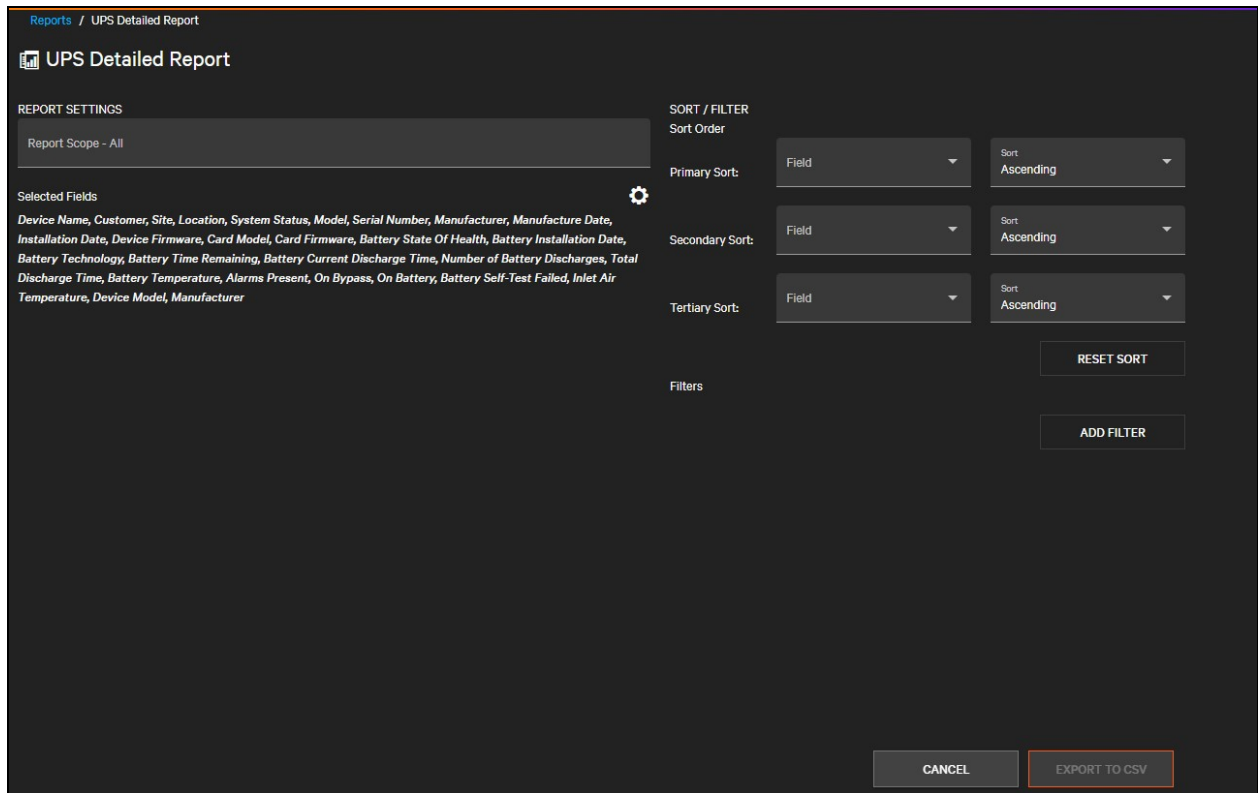 Reports / UPS Detailed Report
UPS Detailed Report
REPORT SETTINGS
Report Scope - All
Selected Fields
Device Name, Customer, Site, Location, System Status, Model, Serial Number, Manufacturer, Manufacture Date,
Installation Date, Device Firmware, Card Model, Card Firmware, Battery State Of Health, Battery Installation Date,
Battery Technology, Battery Time Remaining, Battery Current Discharge Time, Number of Battery Discharges, Total
Discharge Time, Battery Temperature, Alarms Present, On Bypass, On Battery, Battery Self-Test Failed, Inlet Air
Temperature, Device Model, Manufacturer
SORT / FILTER
Sort Order
Primary Sort:
Field
Sort
Ascending
Secondary Sort:
Field
Sort
Ascending
Tertiary Sort:
Field
Sort
Ascending
RESET SORT
Filters
ADD FILTER
CANCEL
EXPORT TO CSV